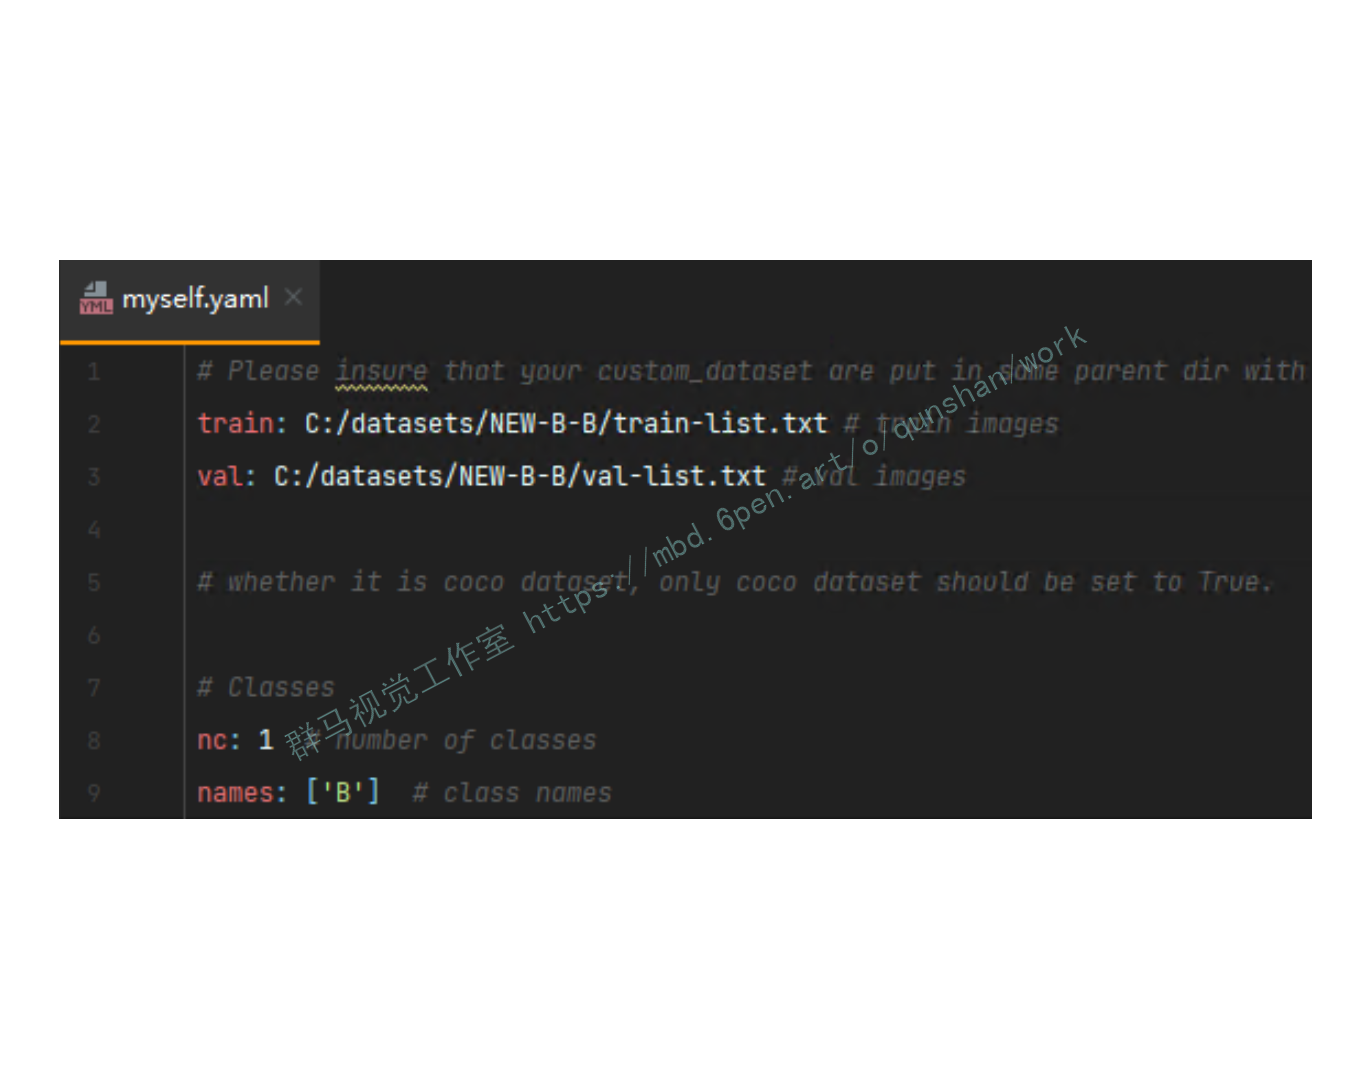 myself.yaml
1 # Please insure that your custom_dataset are put in same parent dir with
2 train: C:/datasets/NEW-B-B/train-list.txt # train images
3 val: C:/datasets/NEW-B-B/val-list.txt # val images
4
5 # whether it is coco dataset, only coco dataset should be set to True.
6
7 # Classes
8 nc: 1 # number of classes
9 names: ['B'] # class names
群马视觉工作室 https://mbd.6pen.art/o/qunshan/work